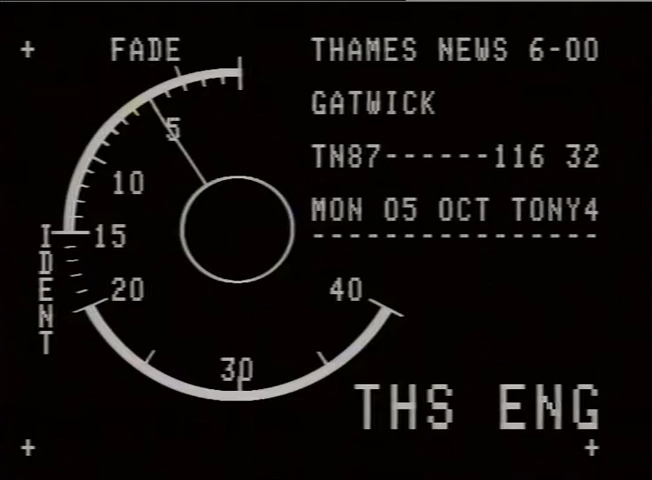 FADE
THAMES NEWS 6-00
GATWICK
TN87------116 32
MON 05 OCT TONY4
----------------
5
10
15
20
30
40
IDENT
THS ENG